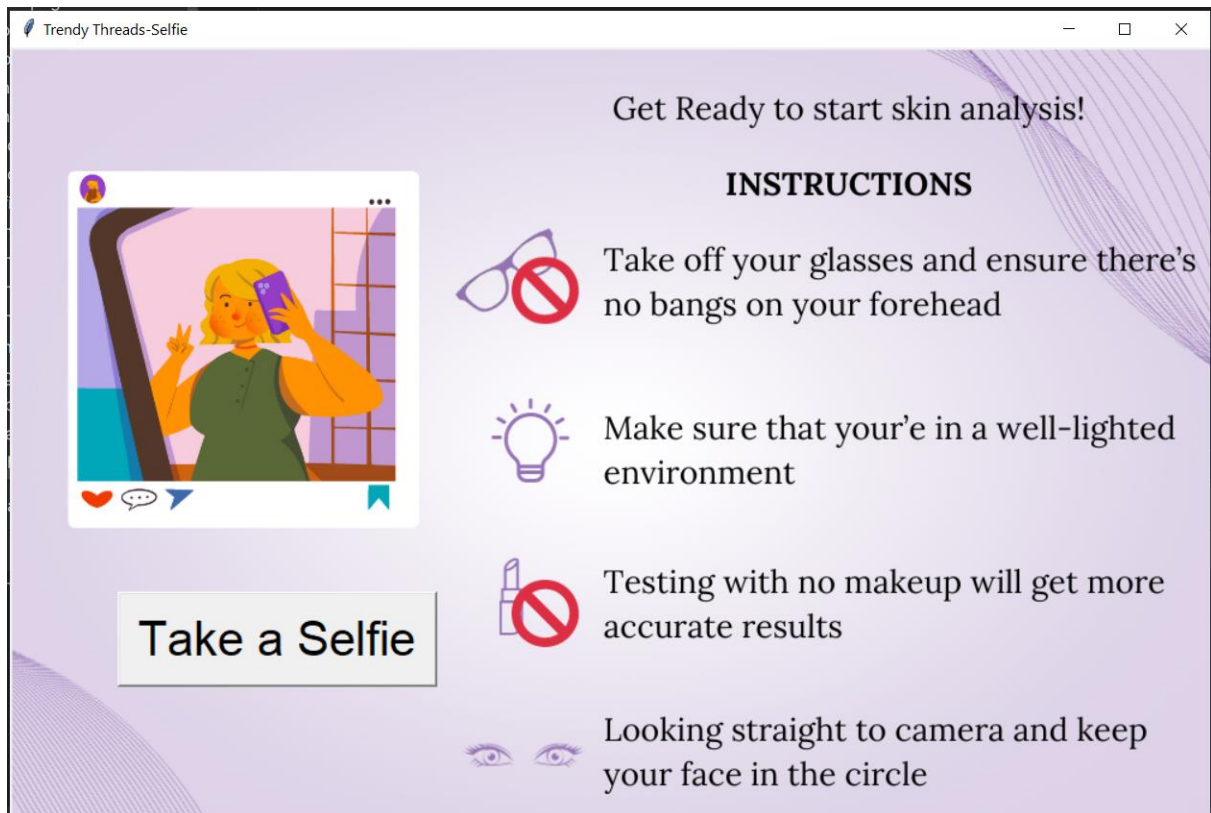 Trendy Threads-Selfie
Get Ready to start skin analysis!
INSTRUCTIONS
Take off your glasses and ensure there’s
no bangs on your forehead
Make sure that your’e in a well-lighted
environment
Testing with no makeup will get more
accurate results
Take a Selfie
Looking straight to camera and keep
your face in the circle